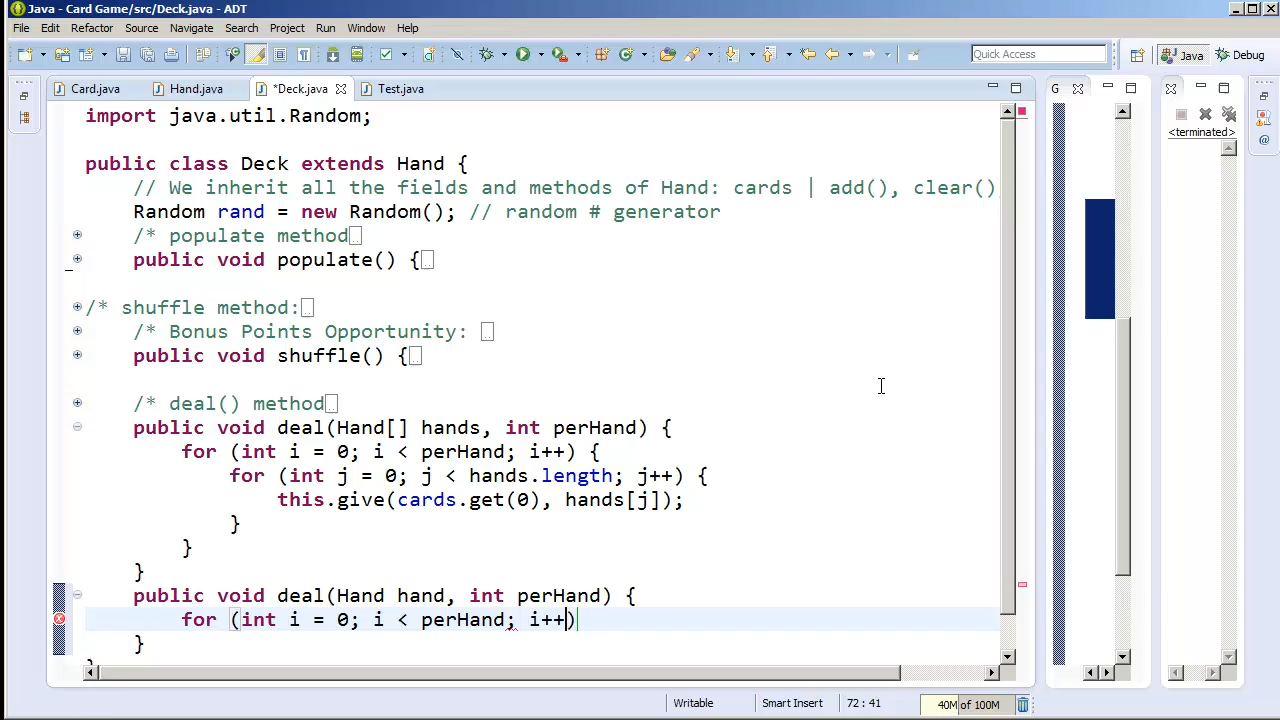 Java - Card Game/src/Deck.java - ADT
File Edit Refactor Source Navigate Search Project Run Window Help
Quick Access
Java
Debug
Card.java
Hand.java
*Deck.java
Test.java
G
<terminated>
import java.util.Random;
public class Deck extends Hand {
// We inherit all the fields and methods of Hand: cards | add(), clear()
Random rand = new Random(); // random # generator
/* populate method
public void populate() {
/* shuffle method:
/* Bonus Points Opportunity:
public void shuffle() {
/* deal() method
public void deal(Hand[] hands, int perHand) {
for (int i = 0; i < perHand; i++) {
for (int j = 0; j < hands.length; j++) {
this.give(cards.get(0), hands[j]);
}
}
}
public void deal(Hand hand, int perHand) {
for (int i = 0; i < perHand; i++)
}
}
Writable
Smart Insert
72 : 41
40M of 100M